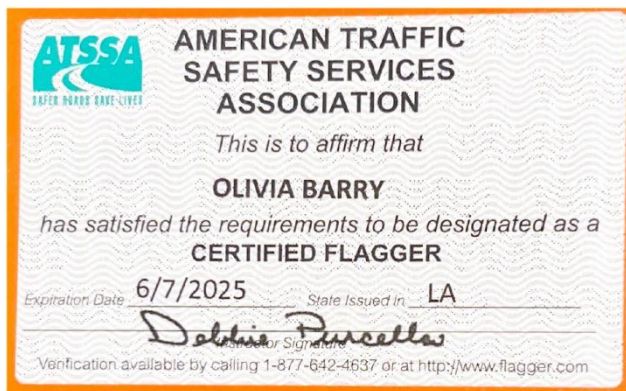 ATSSA
SAFER ROADS SAVE LIVES
AMERICAN TRAFFIC
SAFETY SERVICES
ASSOCIATION
This is to affirm that
OLIVIA BARRY
has satisfied the requirements to be designated as a
CERTIFIED FLAGGER
Expiration Date 6/7/2025 State Issued in LA
Debbie Purcella
Instructor Signature
Verification available by calling 1-877-642-4637 or at http://www.flagger.com